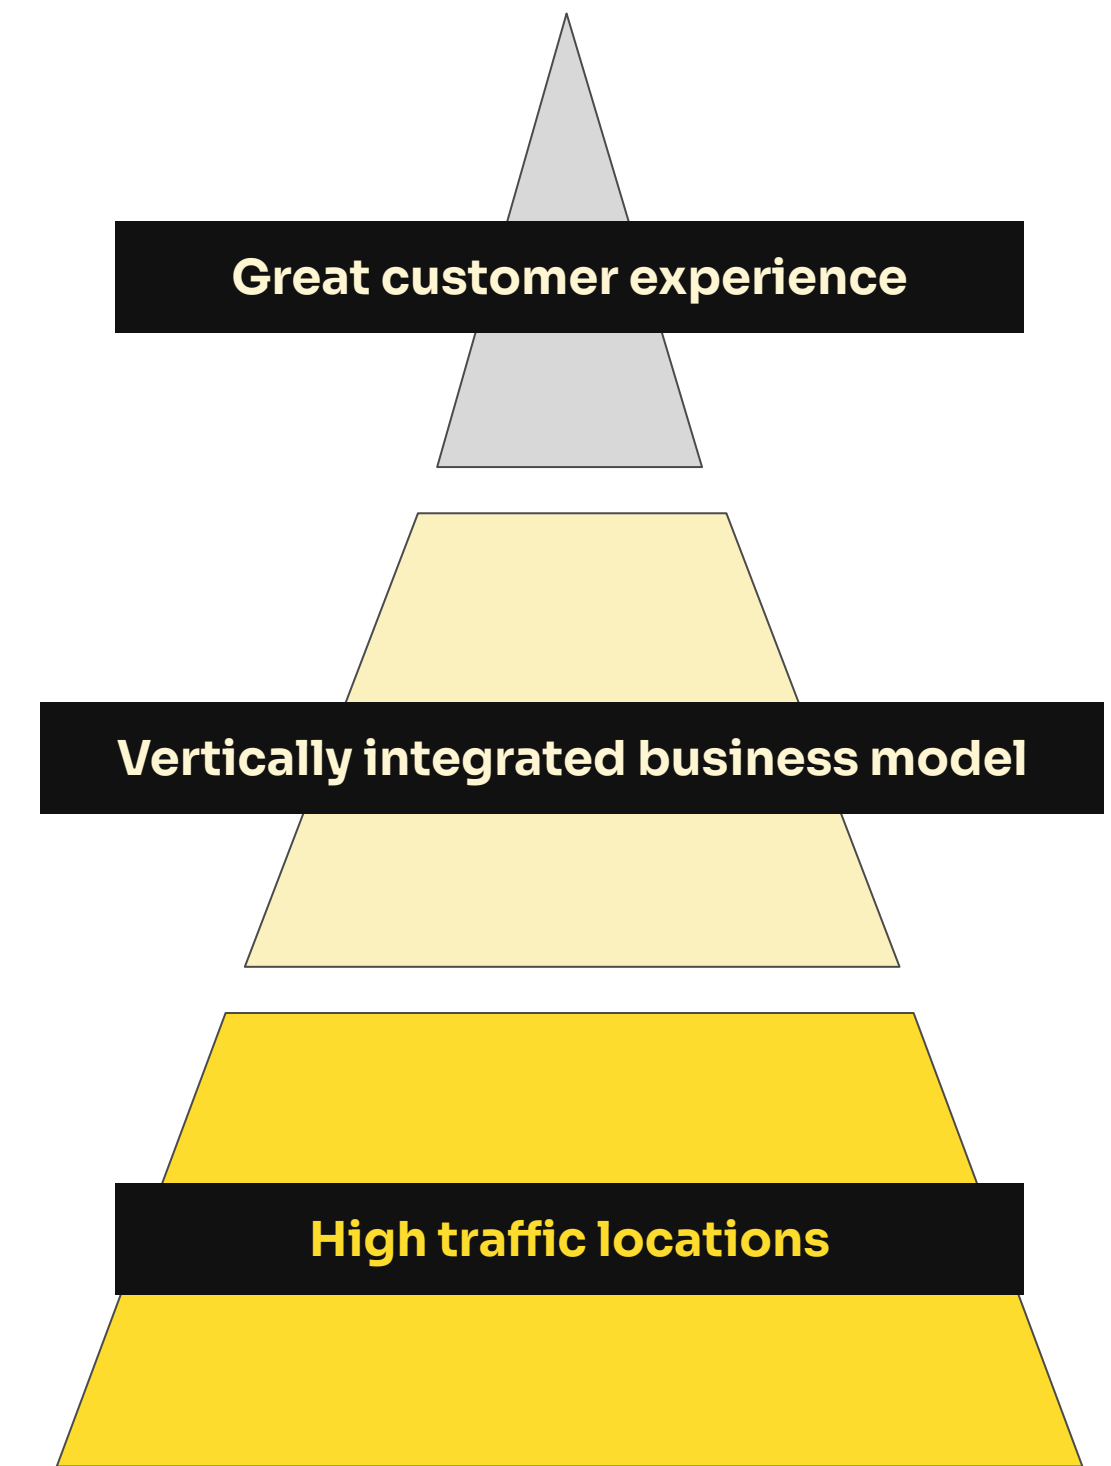 Great customer experience
Vertically integrated business model
High traffic locations